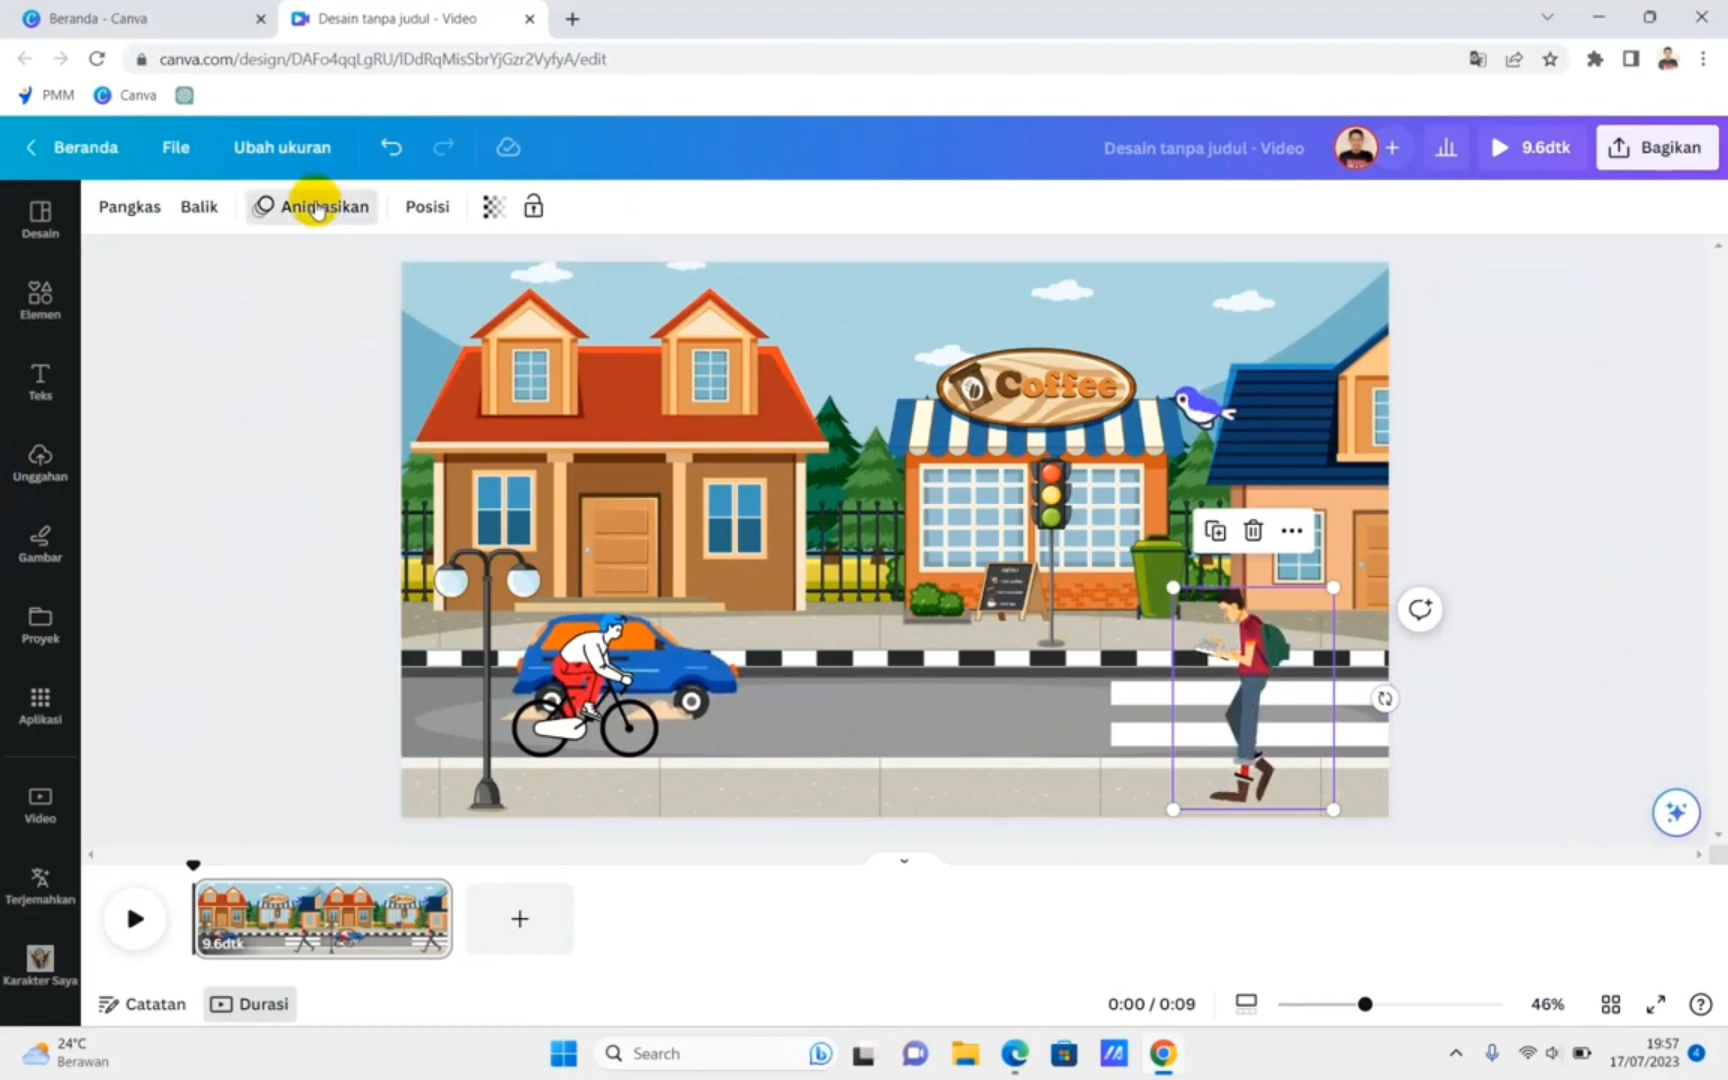 Beranda - Canva
Desain tanpa judul - Video
canva.com/design/DAFo4qqLgRU/lDdRqMisSbrYjGzr2VyfyA/edit
PMM
Canva
Beranda
File
Ubah ukuran
Desain tanpa judul - Video
9.6dtk
Bagikan
Pangkas
Balik
Animasikan
Posisi
Desain
Elemen
Teks
Unggahan
Gambar
Proyek
Aplikasi
Video
Terjemahkan
Karakter Saya
Coffee
MENU
9.6dtk
Catatan
Durasi
0:00 / 0:09
46%
24°C
Berawan
Search
19:57
17/07/2023
4